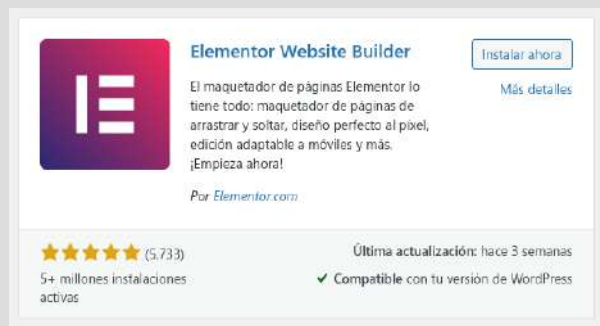 Elementor Website Builder
Instalar ahora
Más detalles
El maquetador de páginas Elementor lo
tiene todo: maquetador de páginas de
arrastrar y soltar, diseño perfecto al píxel,
edición adaptable a móviles y más.
¡Empieza ahora!
Por Elementor.com
(5.733)
5+ millones instalaciones
activas
Última actualización: hace 3 semanas
✔ Compatible con tu versión de WordPress